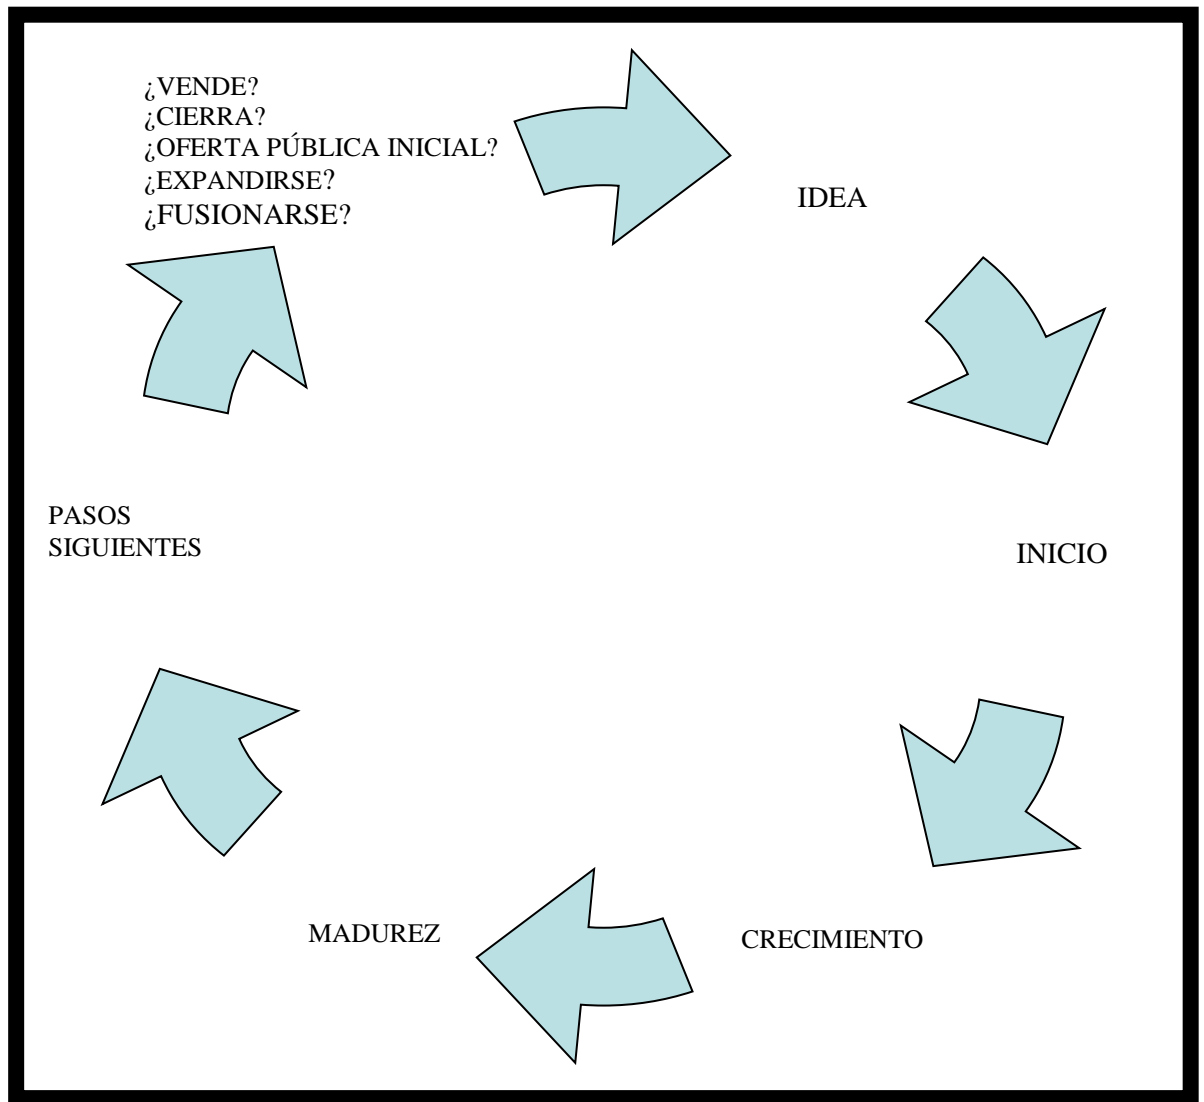 ¿VENDE?
¿CIERRA?
¿OFERTA PÚBLICA INICIAL?
¿EXPANDIRSE?
¿FUSIONARSE?
IDEA
INICIO
CRECIMIENTO
MADUREZ
PASOS
SIGUIENTES